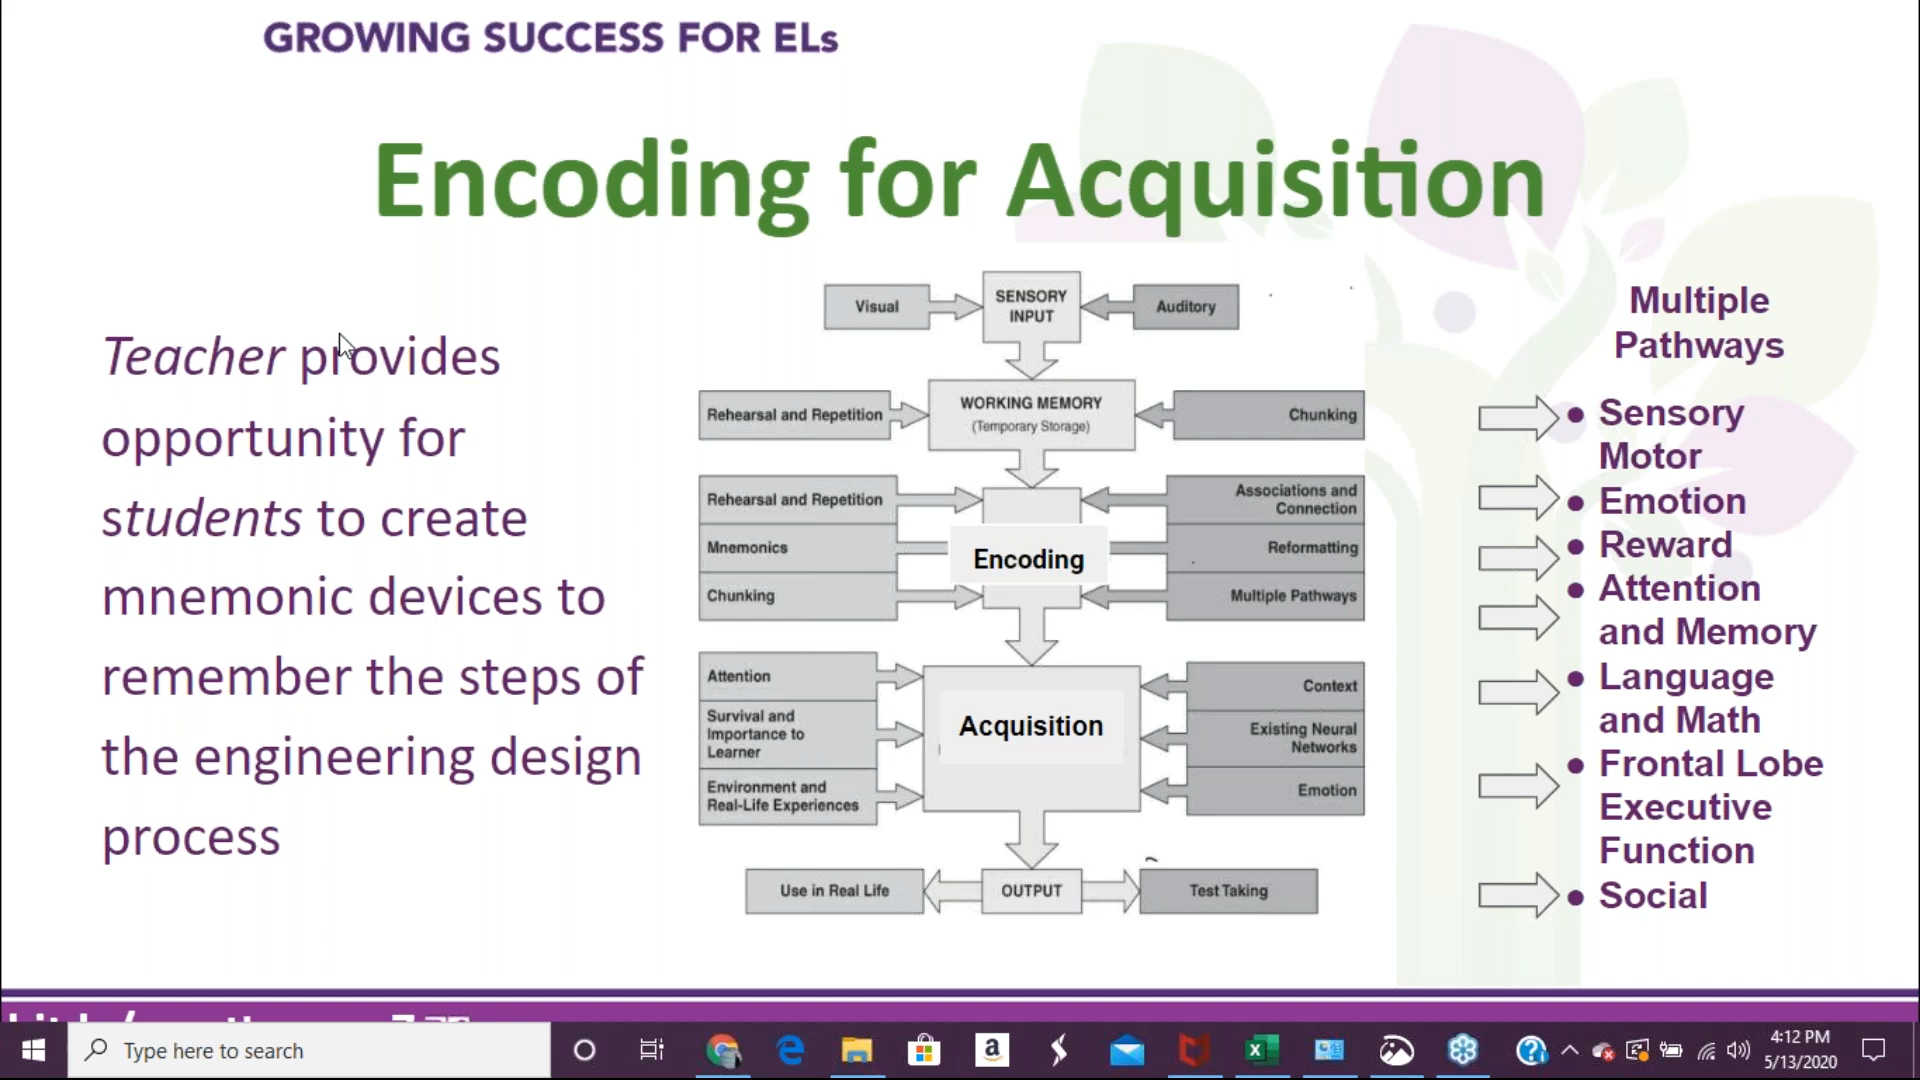 GROWING SUCCESS FOR ELs
Encoding for Acquisition
Teacher provides
opportunity for
students to create
mnemonic devices to
remember the steps of
the engineering design
process
Visual
SENSORY
INPUT
Auditory
Rehearsal and Repetition
WORKING MEMORY
(Temporary Storage)
Chunking
Rehearsal and Repetition
Mnemonics
Chunking
Encoding
Associations and
Connection
Reformatting
Multiple Pathways
Attention
Survival and
Importance to
Learner
Environment and
Real-Life Experiences
Acquisition
Context
Existing Neural
Networks
Emotion
Use in Real Life
OUTPUT
Test Taking
Multiple
Pathways
Sensory
Motor
Emotion
Reward
Attention
and Memory
Language
and Math
Frontal Lobe
Executive
Function
Social
Type here to search
4:12 PM
5/13/2020